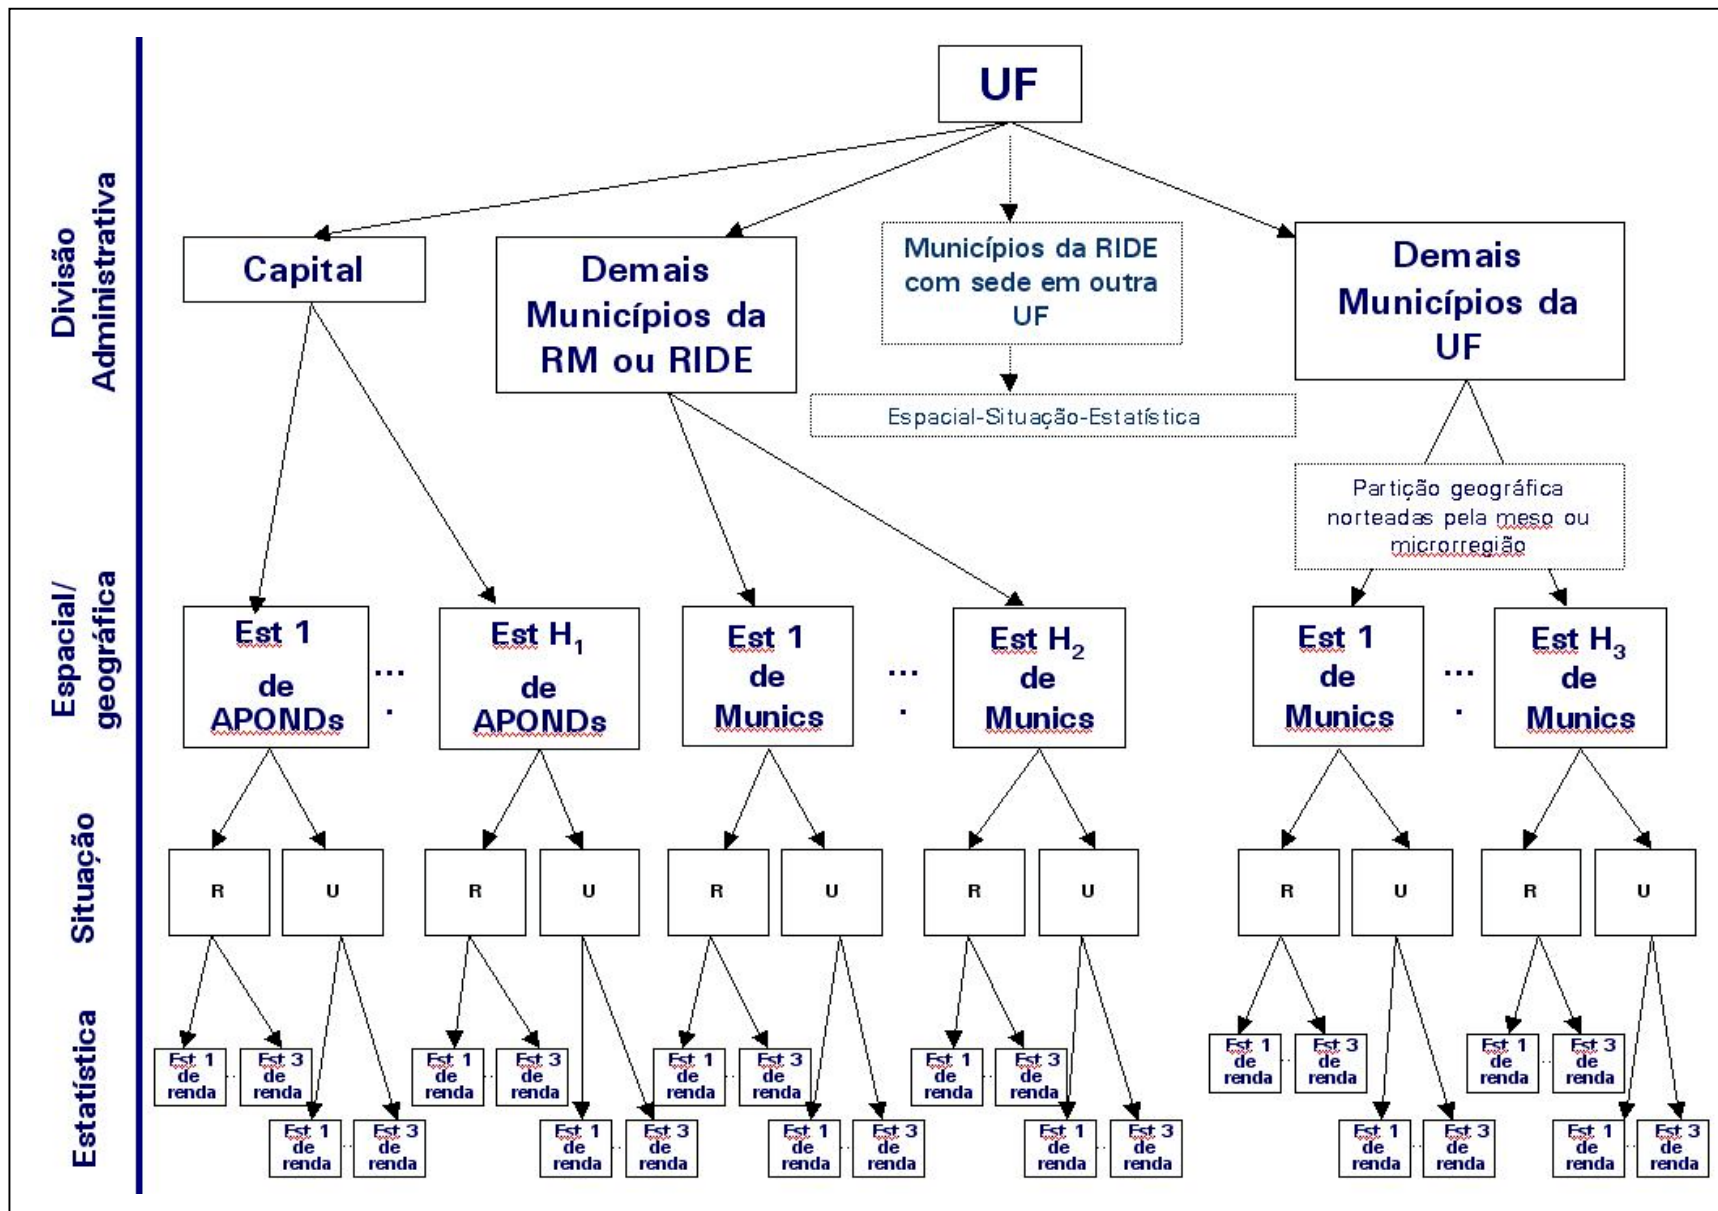 UF
Divisão
Administrativa
Capital
Demais
Municípios da
RM ou RIDE
Municípios da RIDE
com sede em outra
UF
Demais
Municípios da
UF
Espacial-Situação-Estatística
Partição geográfica
norteadas pela meso ou
microrregião
Espacial/
geográfica
Est 1
de
APONDs
...
.
Est H1
de
APONDs
Est 1
de
Munics
...
.
Est H2
de
Munics
Est 1
de
Munics
...
.
Est H3
de
Munics
Situação
R
U
R
U
R
U
R
U
R
U
R
U
Estatística
Est 1
de
renda
Est 3
de
renda
Est 1
de
renda
Est 3
de
renda
Est 1
de
renda
Est 3
de
renda
Est 1
de
renda
Est 3
de
renda
Est 1
de
renda
Est 3
de
renda
Est 1
de
renda
Est 3
de
renda
Est 1
de
renda
Est 3
de
renda
Est 1
de
renda
Est 3
de
renda
Est 1
de
renda
Est 3
de
renda
Est 1
de
renda
Est 3
de
renda
Est 1
de
renda
Est 3
de
renda
Est 1
de
renda
Est 3
de
renda